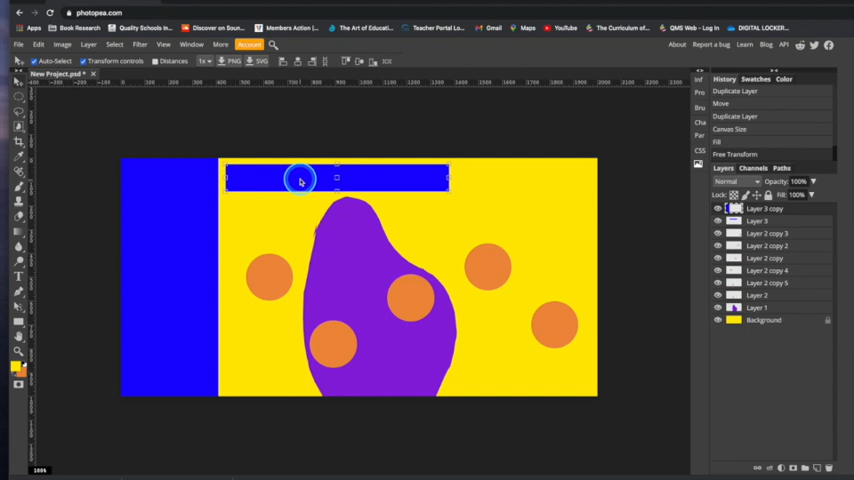 photopea.com
Apps Book Research Quality Schools In... Discover on Soun... Members Action |... The Art of Educati... Teacher Portal Lo... Gmail Maps YouTube The Curriculum of... QMS Web - Log In DIGITAL LOCKER...
File Edit Image Layer Select Filter View Window More Account About Report a bug Learn Blog API
Auto-Select Transform controls Distances 1x PNG SVG
New Project.psd *
Inf
Pro
Bru
Cha
Par
CSS
History Swatches Color
Duplicate Layer
Move
Duplicate Layer
Canvas Size
Fill
Free Transform
Layers Channels Paths
Normal Opacity: 100%
Lock: Fill: 100%
Layer 3 copy
Layer 3
Layer 2 copy 3
Layer 2 copy 2
Layer 2 copy
Layer 2 copy 4
Layer 2 copy 5
Layer 2
Layer 1
Background